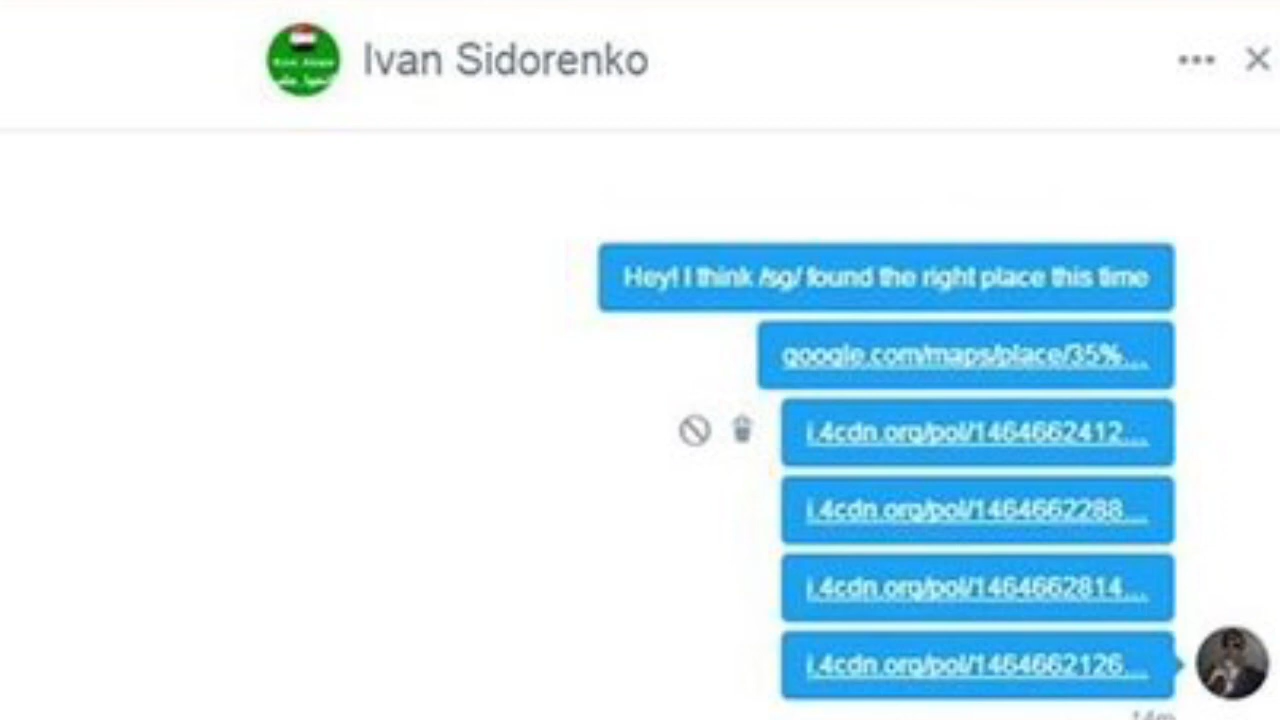 Ivan Sidorenko
Hey! I think /sg/ found the right place this time
google.com/maps/place/35%...
i.4cdn.org/pol/1464662412...
i.4cdn.org/pol/1464662288...
i.4cdn.org/pol/1464662814...
i.4cdn.org/pol/1464662126...
14m